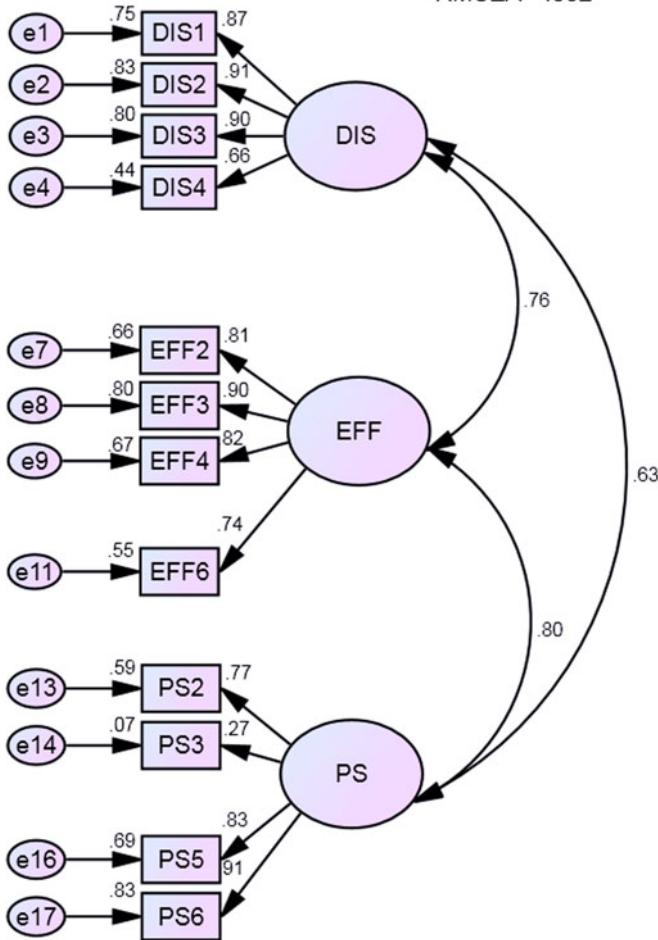 .75 .87
e1 DIS1
.83 .91
e2 DIS2
.80 .90
e3 DIS3 DIS
.66
.44
e4 DIS4
.76
.66 .81
e7 EFF2
.80 .90
e8 EFF3 EFF
.67 .82
e9 EFF4
.63
.74
.55
e11 EFF6
.80
.59 .77
e13 PS2
.07 .27
e14 PS3
PS
.83
.69
e16 PS5
.91
.83
e17 PS6